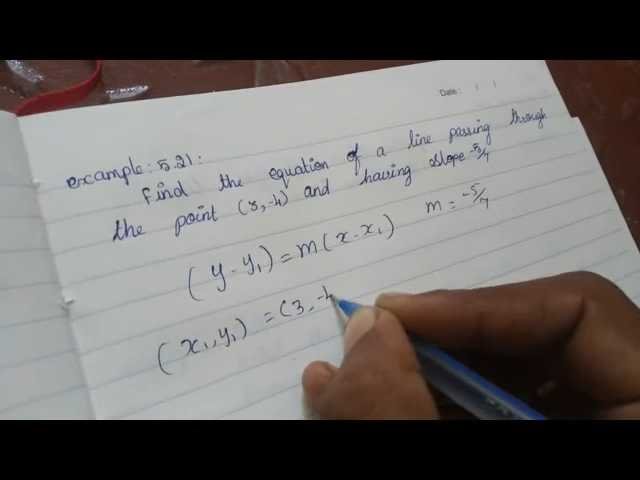 Date:
example: 5.21:
Find the equation of a line passing through
the point (3,-4) and having slope -5/7
(y - y₁) = m(x - x₁) m = -5/7
(x₁, y₁) = (3, -4